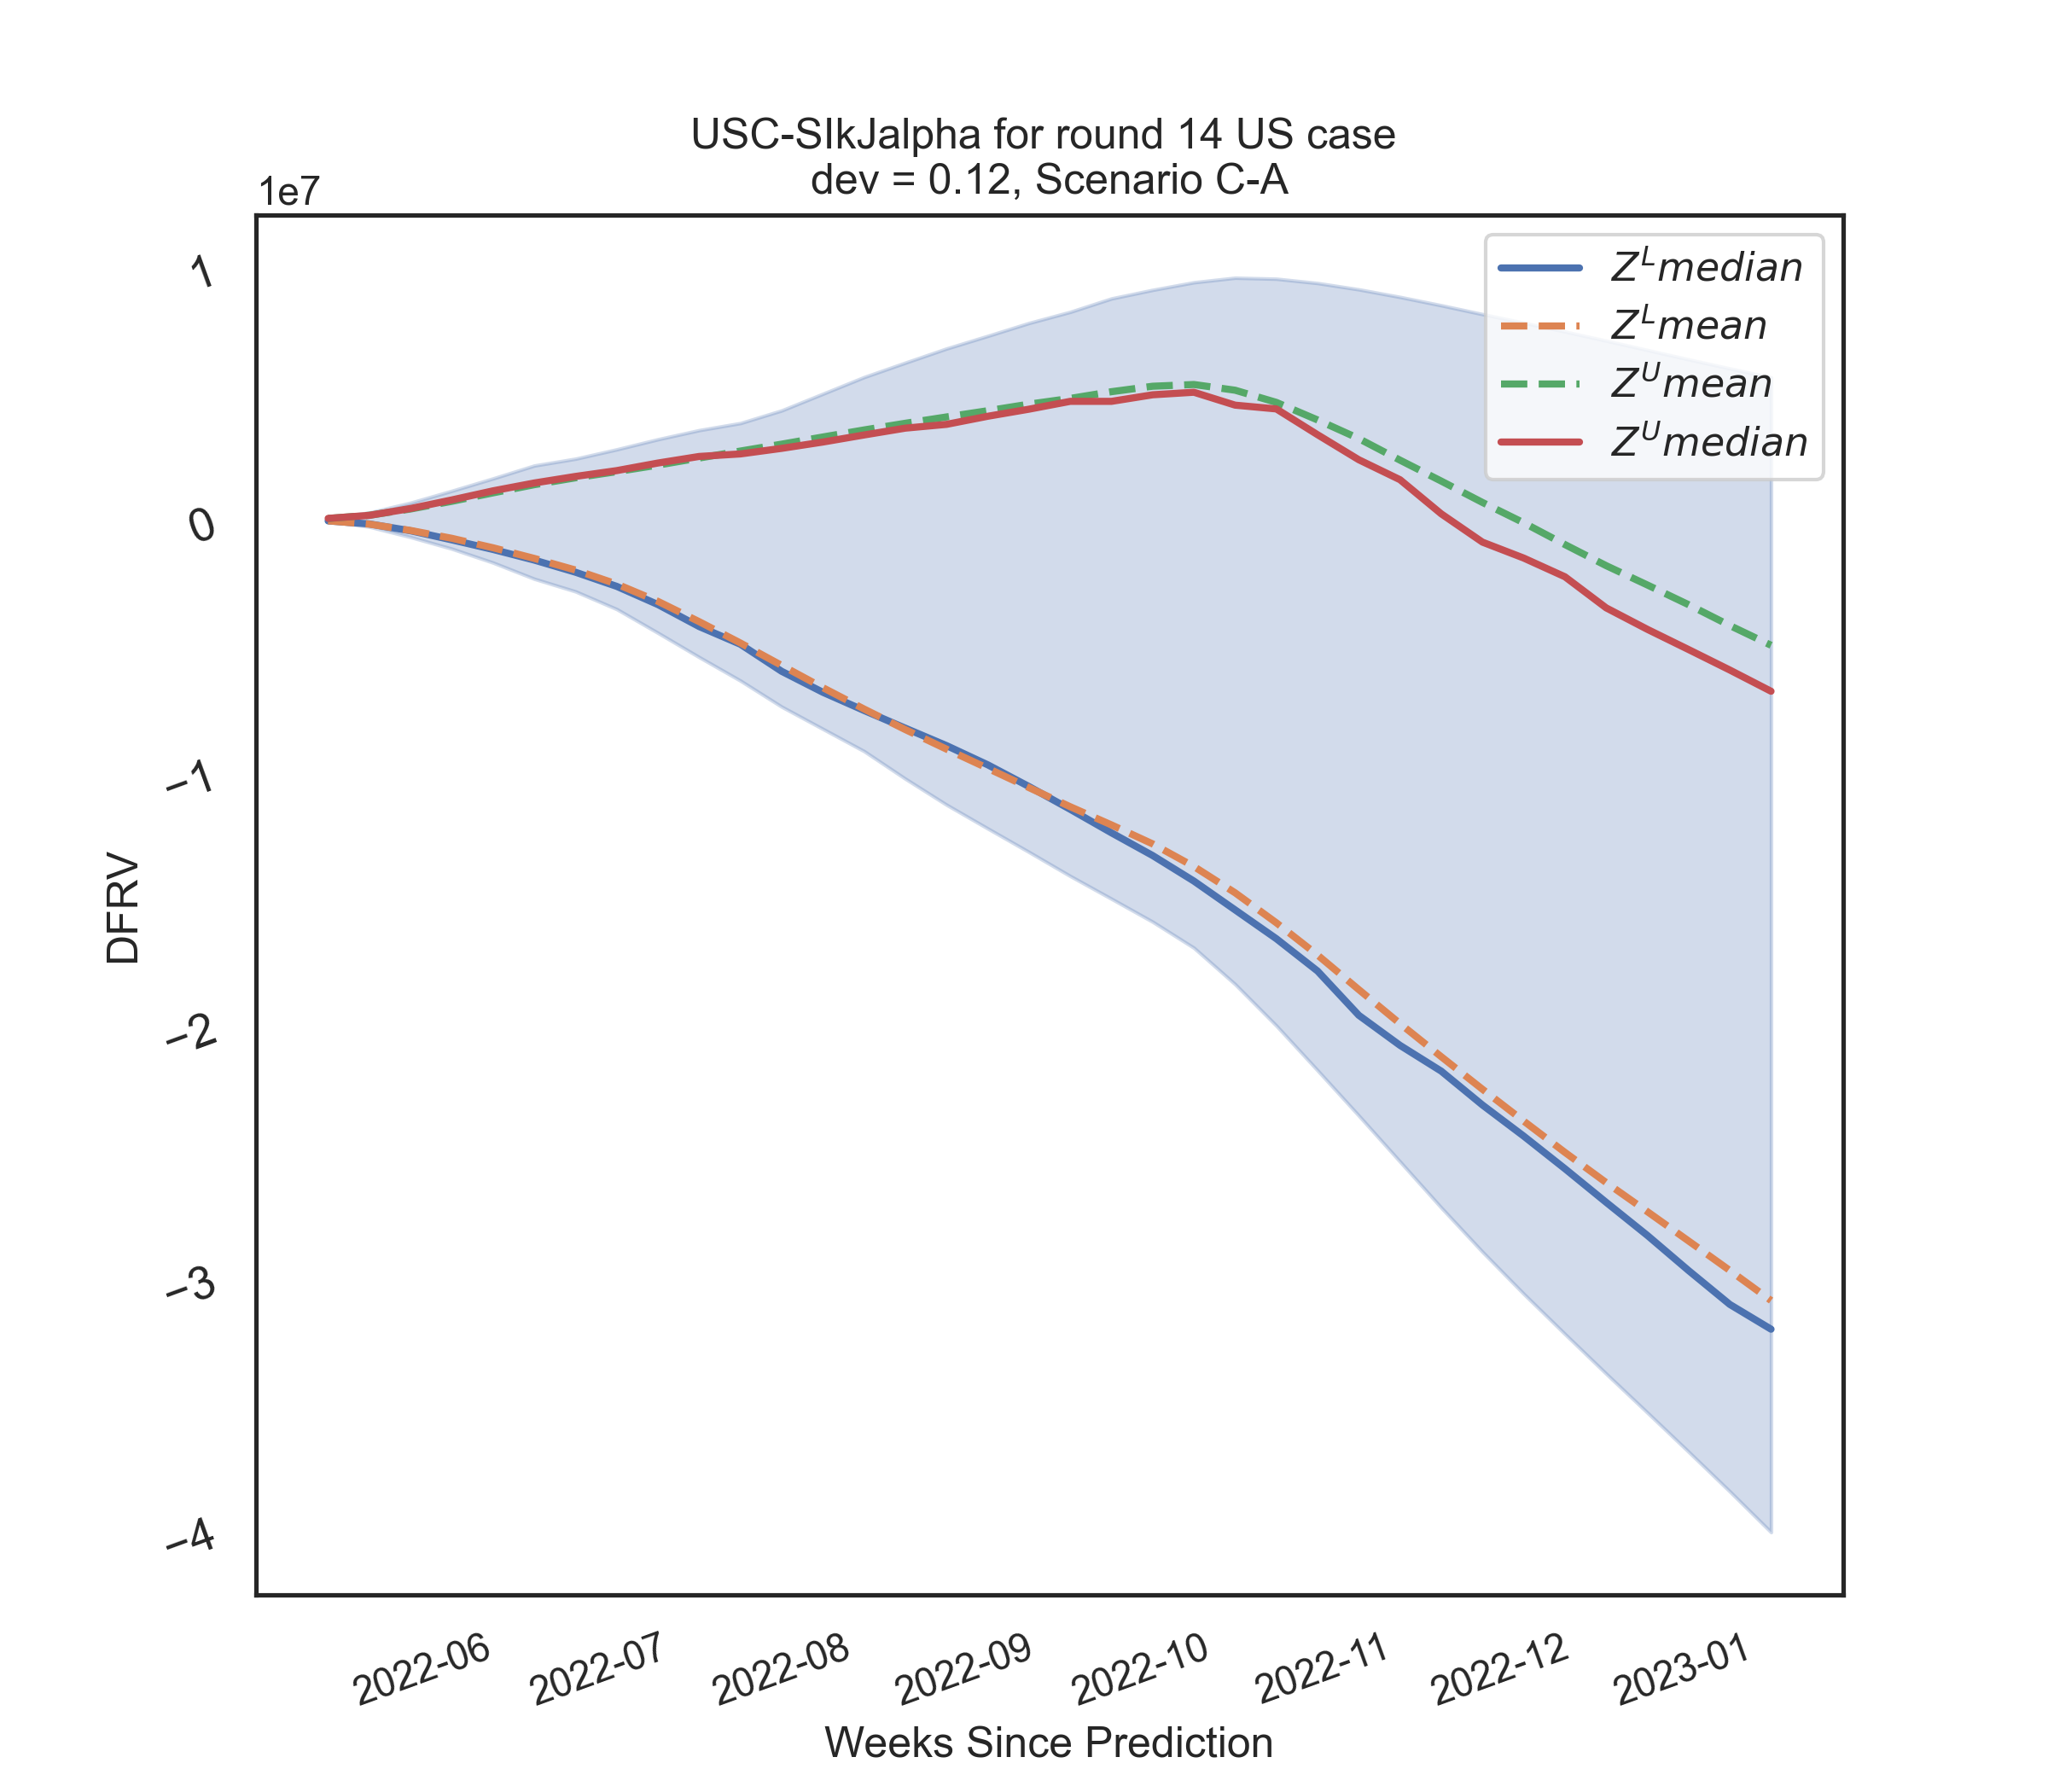 USC-SIkJalpha for round 14 US case
dev = 0.12, Scenario C-A
1e7
Z^L median
Z^L mean
Z^U mean
Z^U median
1
0
−1
−2
−3
−4
DFRV
2022-06
2022-07
2022-08
2022-09
2022-10
2022-11
2022-12
2023-01
Weeks Since Prediction